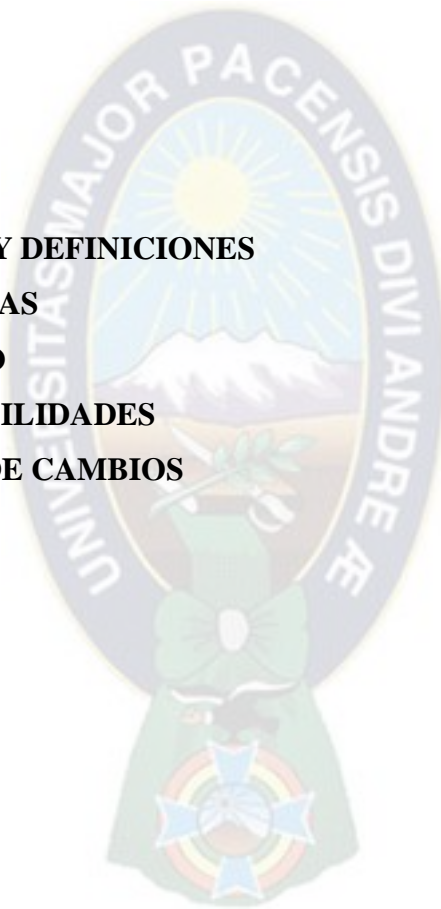 UNIVERSITAS MAJOR PACENSIS DIVI ANDRE Æ
Y DEFINICIONES
AS
ILIDADES
DE CAMBIOS